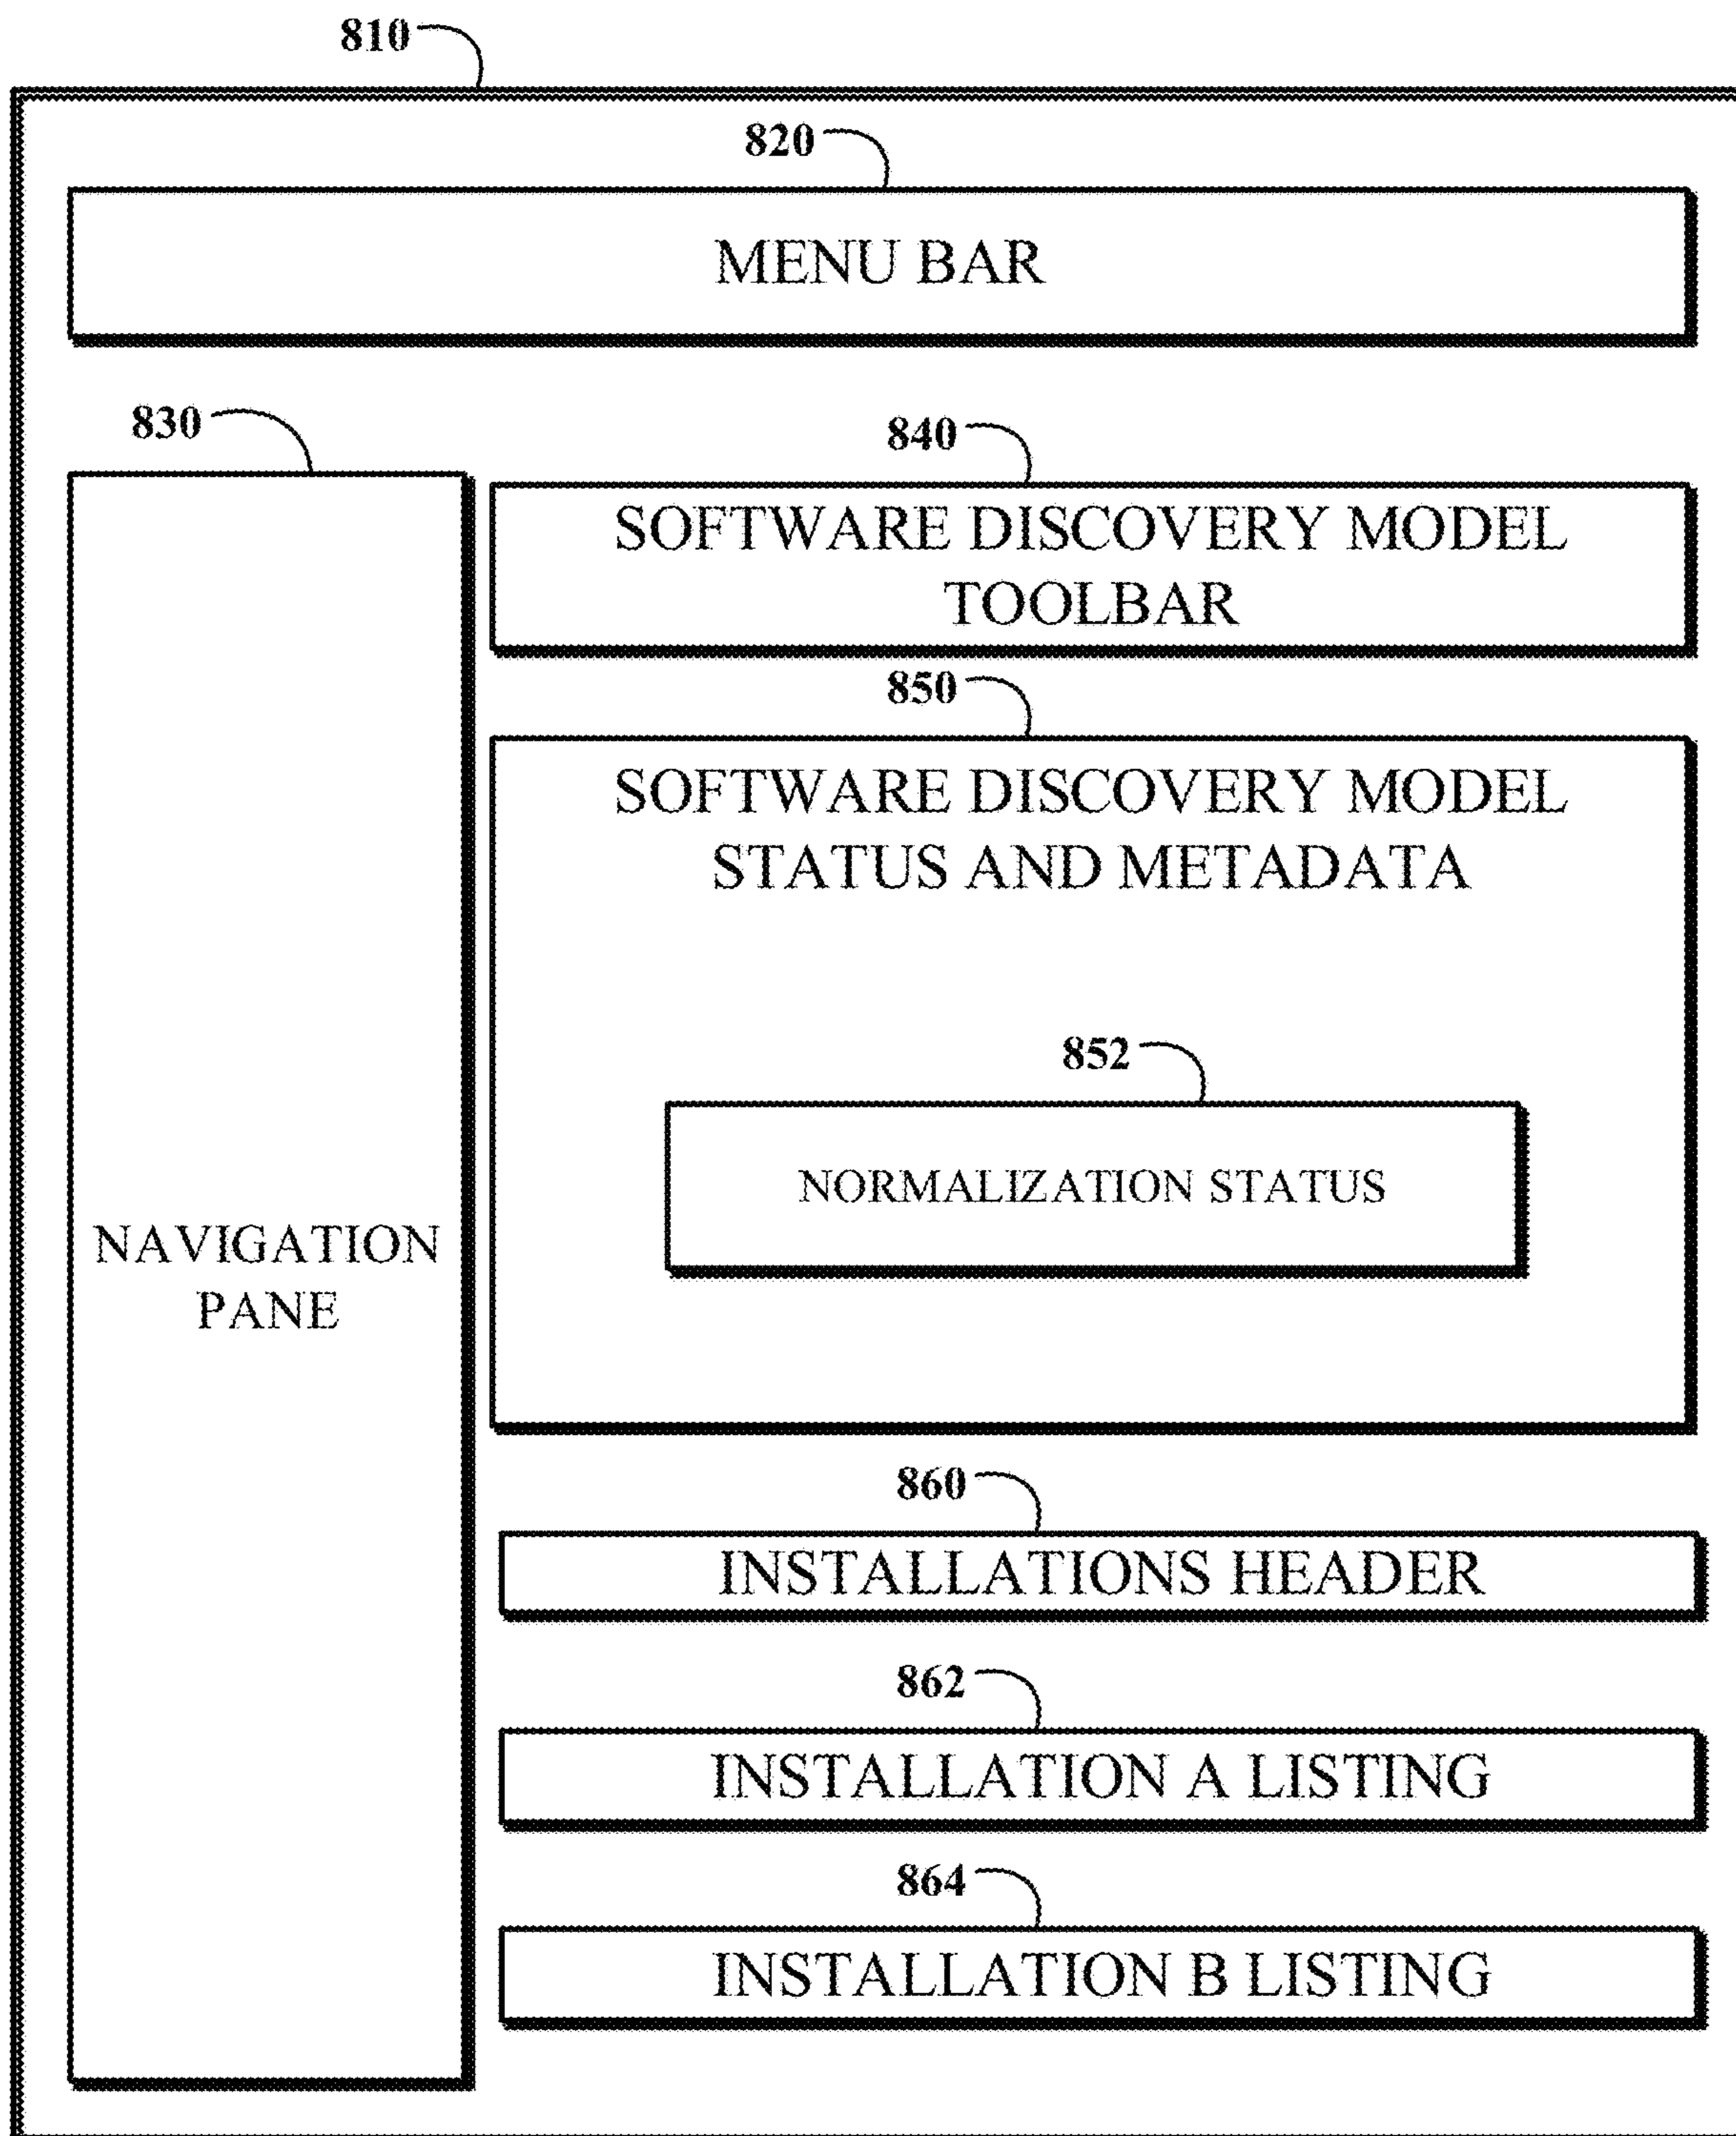 810
820
MENU BAR
830
NAVIGATION
PANE
840
SOFTWARE DISCOVERY MODEL
TOOLBAR
850
SOFTWARE DISCOVERY MODEL
STATUS AND METADATA
852
NORMALIZATION STATUS
860
INSTALLATIONS HEADER
862
INSTALLATION A LISTING
864
INSTALLATION B LISTING